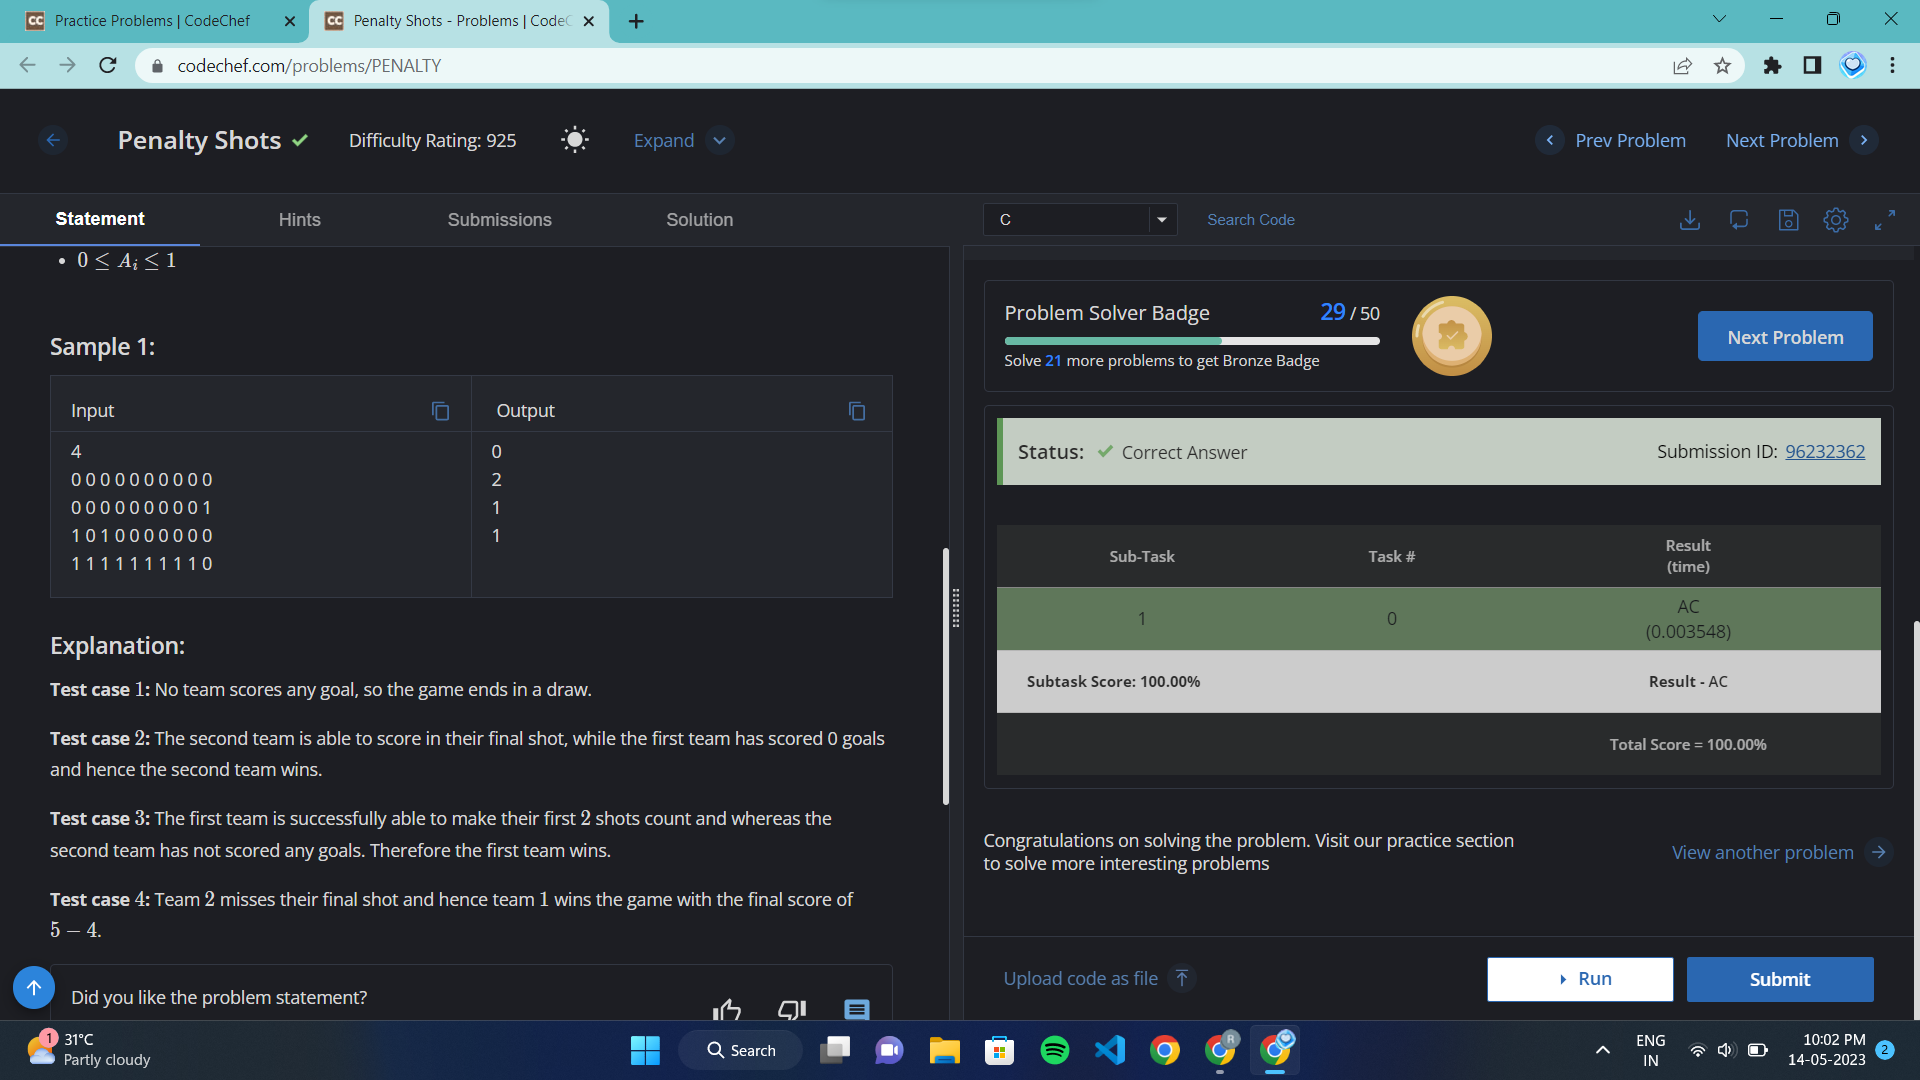 Practice Problems | CodeChef
Penalty Shots - Problems | CodeC
codechef.com/problems/PENALTY
Penalty Shots
Difficulty Rating: 925
Expand
Prev Problem
Next Problem
Statement
Hints
Submissions
Solution
C
Search Code
• 0 ≤ Aᵢ ≤ 1
Sample 1:
Input
Output
4
0 0 0 0 0 0 0 0 0 0
0 0 0 0 0 0 0 0 0 1
1 0 1 0 0 0 0 0 0 0
1 1 1 1 1 1 1 1 1 0
0
2
1
1
Explanation:
Test case 1: No team scores any goal, so the game ends in a draw.
Test case 2: The second team is able to score in their final shot, while the first team has scored 0 goals
and hence the second team wins.
Test case 3: The first team is successfully able to make their first 2 shots count and whereas the
second team has not scored any goals. Therefore the first team wins.
Test case 4: Team 2 misses their final shot and hence team 1 wins the game with the final score of
5 − 4.
Did you like the problem statement?
Problem Solver Badge
29 / 50
Solve 21 more problems to get Bronze Badge
Next Problem
Status: Correct Answer
Submission ID: 96232362
Sub-Task
Task #
Result
(time)
1
0
AC
(0.003548)
Subtask Score: 100.00%
Result - AC
Total Score = 100.00%
Congratulations on solving the problem. Visit our practice section
to solve more interesting problems
View another problem
Upload code as file
Run
Submit
1
31°C
Partly cloudy
Search
R
ENG
IN
10:02 PM
14-05-2023
2